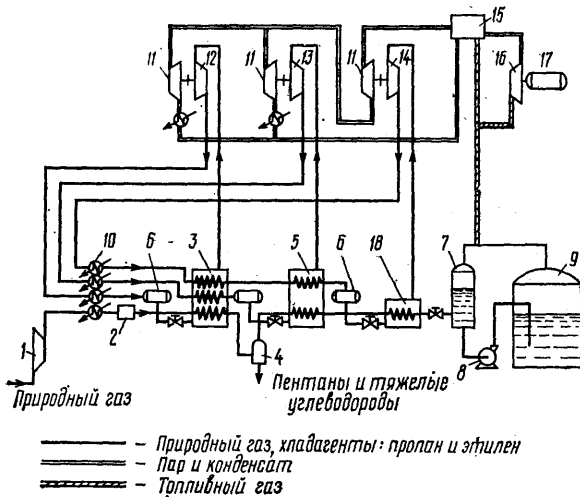 15
11 12 11 13 11 14 16 17
10 6 - 3 5 6 18 7 9
1 2 4 8
Природный газ
Пентаны и тяжелые
углеводороды
- Природный газ, хладагенты: пропан и этилен
- Пар и конденсат
- Топливный газ